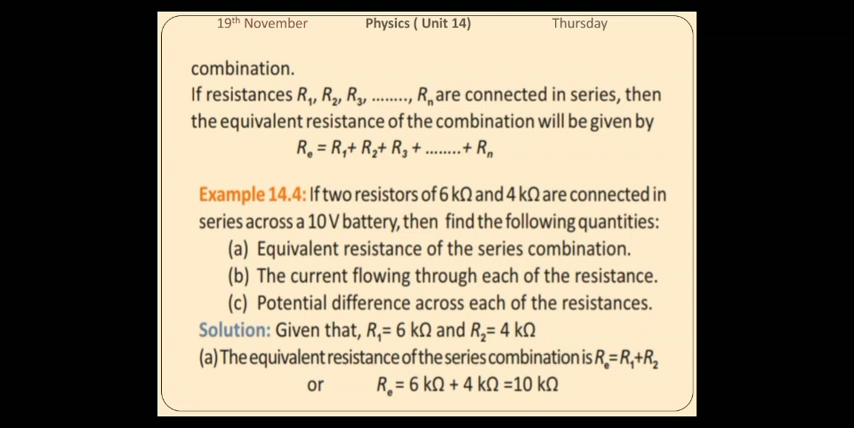 19th November Physics ( Unit 14) Thursday
combination.
If resistances R₁, R₂, R₃, ........, Rₙ are connected in series, then
the equivalent resistance of the combination will be given by
Rₑ = R₁+ R₂+ R₃ + ........+ Rₙ
Example 14.4: If two resistors of 6 kΩ and 4 kΩ are connected in
series across a 10 V battery, then find the following quantities:
(a) Equivalent resistance of the series combination.
(b) The current flowing through each of the resistance.
(c) Potential difference across each of the resistances.
Solution: Given that, R₁= 6 kΩ and R₂= 4 kΩ
(a) The equivalent resistance of the series combination is Rₑ=R₁+R₂
or Rₑ = 6 kΩ + 4 kΩ =10 kΩ